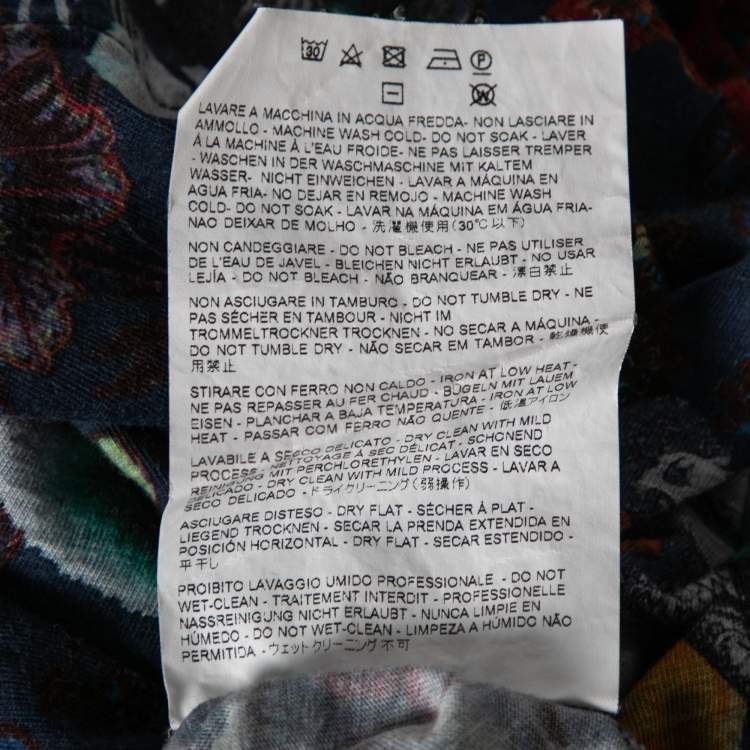 30
P
W
LAVARE A MACCHINA IN ACQUA FREDDA- NON LASCIARE IN
AMMOLLO - MACHINE WASH COLD- DO NOT SOAK - LAVER
À LA MACHINE À L'EAU FROIDE- NE PAS LAISSER TREMPER
- WASCHEN IN DER WASCHMASCHINE MIT KALTEM
WASSER- NICHT EINWEICHEN - LAVAR A MÁQUINA EN
AGUA FRIA- NO DEJAR EN REMOJO - MACHINE WASH
COLD- DO NOT SOAK - LAVAR NA MÁQUINA EM ÁGUA FRIA-
NAO DEIXAR DE MOLHO - 洗濯機使用(30℃以下)
NON CANDEGGIARE - DO NOT BLEACH - NE PAS UTILISER
DE L'EAU DE JAVEL - BLEICHEN NICHT ERLAUBT - NO USAR
LEJÍA - DO NOT BLEACH - NÃO BRANQUEAR - 漂白禁止
NON ASCIUGARE IN TAMBURO - DO NOT TUMBLE DRY - NE
PAS SÉCHER EN TAMBOUR - NICHT IM
TROMMELTROCKNER TROCKNEN - NO SECAR A MÁQUINA -
DO NOT TUMBLE DRY - NÃO SECAR EM TAMBOR - 乾燥機使
用禁止
STIRARE CON FERRO NON CALDO - IRON AT LOW HEAT -
NE PAS REPASSER AU FER CHAUD - BÜGELN MIT LAUEM
EISEN - PLANCHAR A BAJA TEMPERATURA - IRON AT LOW
HEAT - PASSAR COM FERRO NÃO QUENTE - 低温アイロン
LAVABILE A SECCO DELICATO - DRY CLEAN WITH MILD
PROCESS - NETTOYAGE À SEC DÉLICAT - SCHONEND
REINIGUNG MIT PERCHLORETHYLEN - LAVAR EN SECO
DELICADO - DRY CLEAN WITH MILD PROCESS - LAVAR A
SECO DELICADO - ドライクリーニング(弱操作)
ASCIUGARE DISTESO - DRY FLAT - SÉCHER À PLAT -
LIEGEND TROCKNEN - SECAR LA PRENDA EXTENDIDA EN
POSICIÓN HORIZONTAL - DRY FLAT - SECAR ESTENDIDO -
平干し
PROIBITO LAVAGGIO UMIDO PROFESSIONALE - DO NOT
WET-CLEAN - TRAITEMENT INTERDIT - PROFESSIONELLE
NASSREINIGUNG NICHT ERLAUBT - NUNCA LIMPIE EN
HÚMEDO - DO NOT WET-CLEAN - LIMPEZA A HÚMIDO NÃO
PERMITIDA - ウェットクリーニング不可